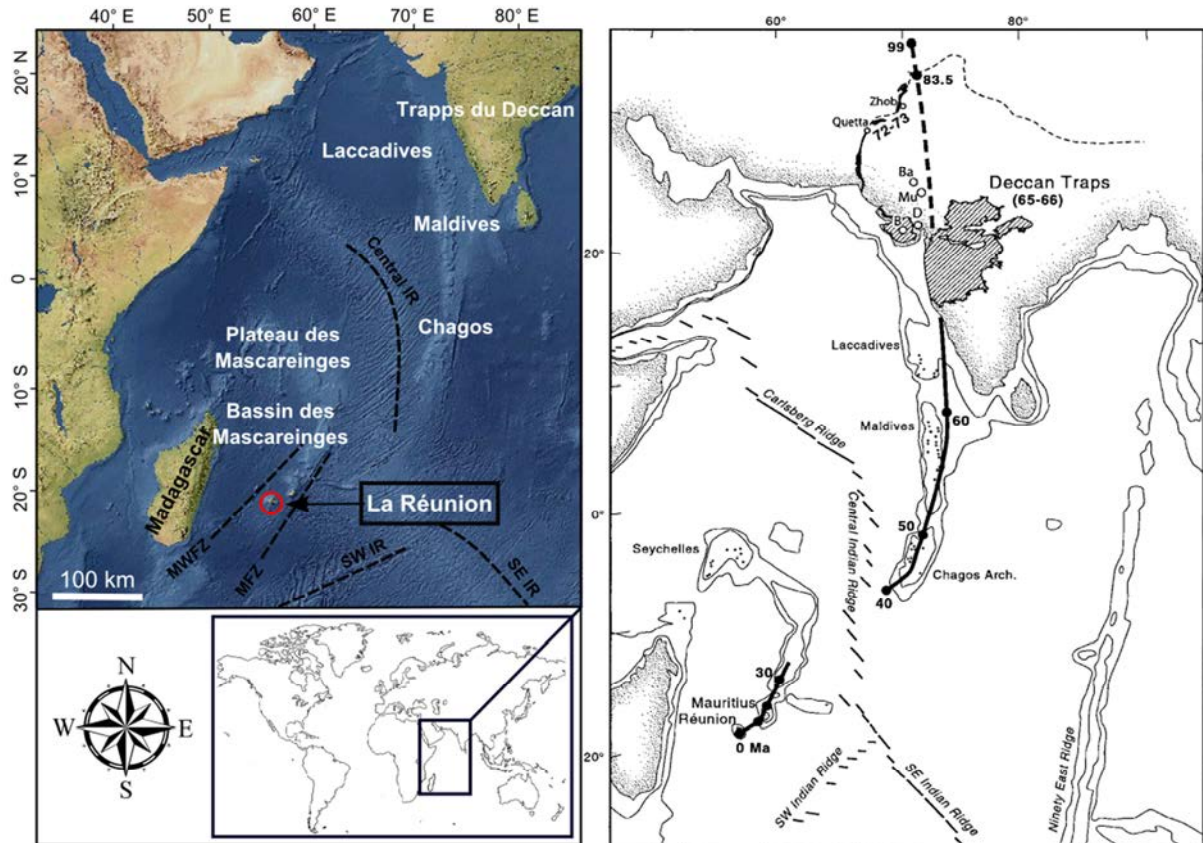 40° E 50° E 60° E 70° E 80° E
20° N
10° N
0
10° S
20° S
30° S
Trapps du Deccan
Laccadives
Maldives
Central IR
Chagos
Plateau des
Mascareinges
Bassin des
Mascareinges
Madagascar
La Réunion
MWFZ
MFZ
SW IR
SE IR
100 km
N
W E
S
60° 80°
99
83.5
Zhob
Quetta
72-73
Ba
Mu
D
B
Deccan Traps
(65-66)
20°
Laccadives
Carlsberg Ridge
Maldives
60
0°
50
Central Indian Ridge
Seychelles
Chagos Arch.
40
30
Mauritius
Réunion
0 Ma
20°
SW Indian Ridge
SE Indian Ridge
Ninety East Ridge